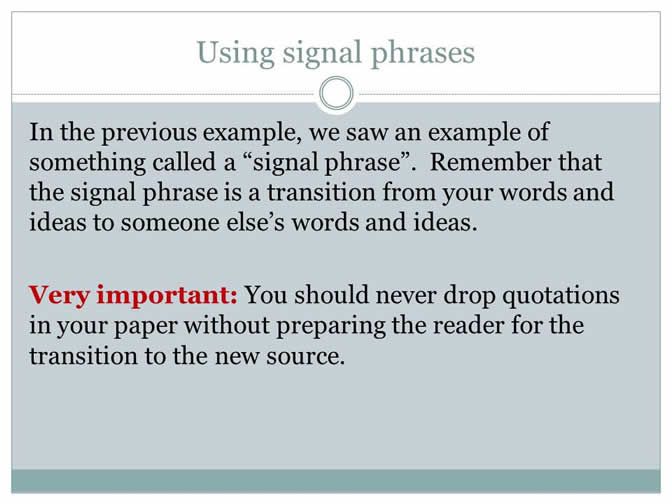 Using signal phrases
In the previous example, we saw an example of
something called a “signal phrase”.  Remember that
the signal phrase is a transition from your words and
ideas to someone else’s words and ideas.
Very important: You should never drop quotations
in your paper without preparing the reader for the
transition to the new source.